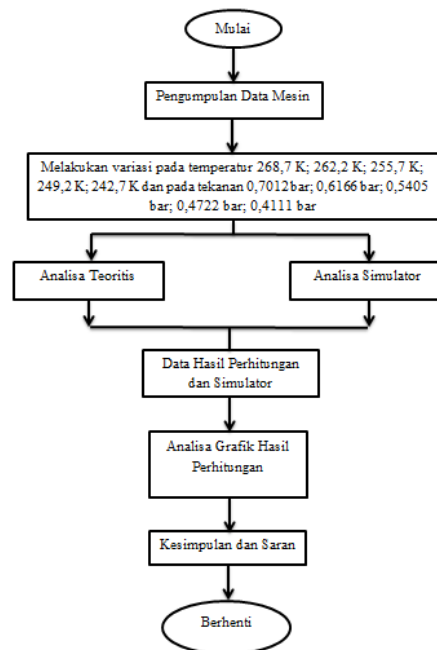 Mulai
Pengumpulan Data Mesin
Melakukan variasi pada temperatur 268,7 K; 262,2 K; 255,7 K;
249,2 K; 242,7 K dan pada tekanan 0,7012 bar; 0,6166 bar; 0,5405
bar; 0,4722 bar; 0,4111 bar
Analisa Teoritis
Analisa Simulator
Data Hasil Perhitungan
dan Simulator
Analisa Grafik Hasil
Perhitungan
Kesimpulan dan Saran
Berhenti